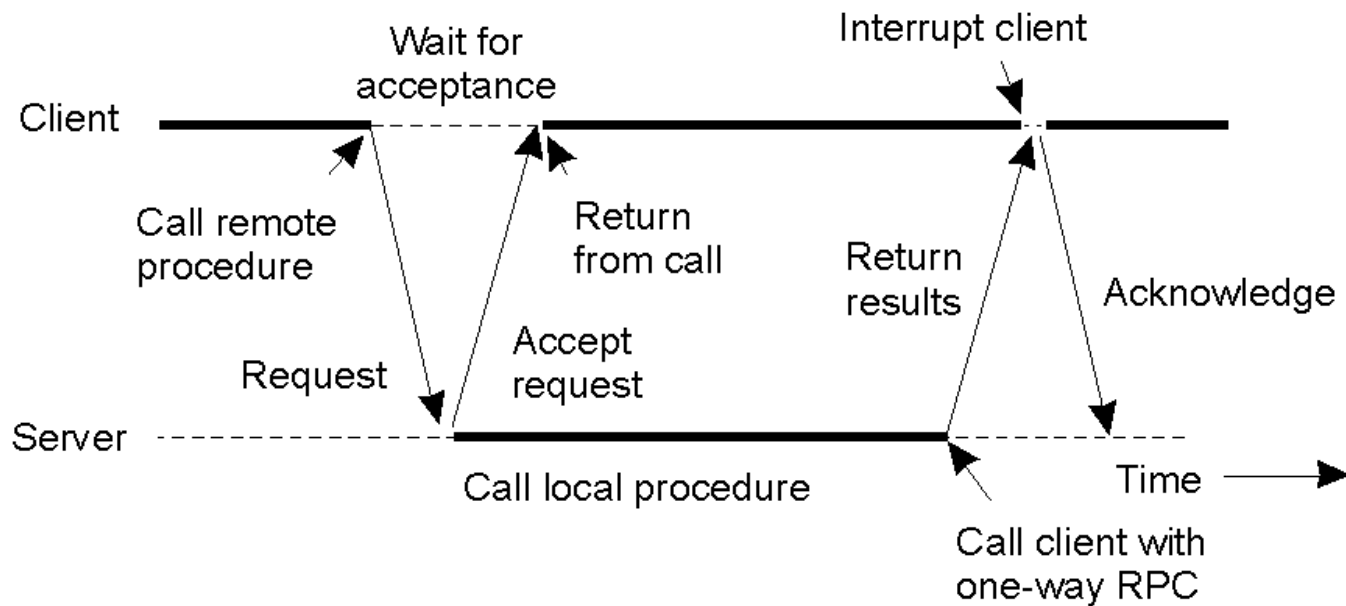 Interrupt client
Wait for
acceptance
Client
Call remote
procedure
Return
from call
Return
results
Acknowledge
Request
Accept
request
Server
Call local procedure
Time
Call client with
one-way RPC